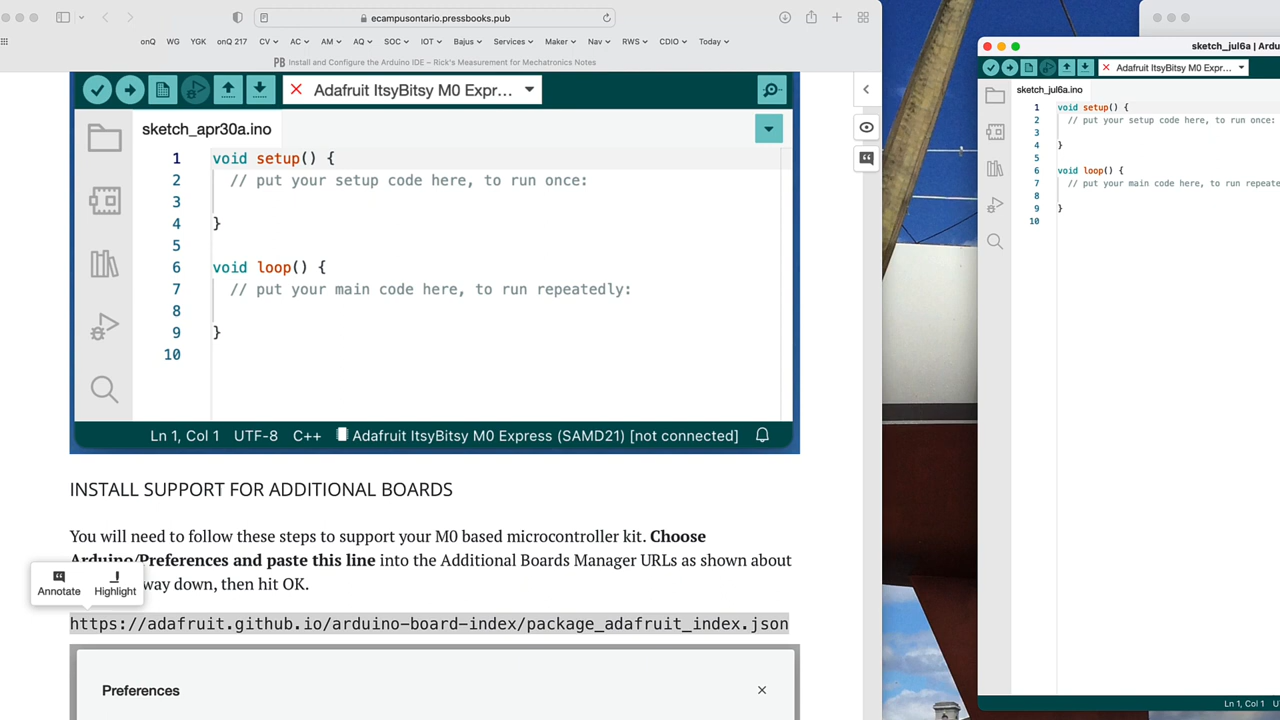 ecampusontario.pressbooks.pub
onQ WG YGK onQ 217 CV AC AM AQ SOC IOT Bajus Services Maker Nav RWS CDIO Today
PB Install and Configure the Arduino IDE – Rick's Measurement for Mechatronics Notes
Adafruit ItsyBitsy M0 Expr...
sketch_apr30a.ino
1 void setup() {
2 // put your setup code here, to run once:
3
4 }
5
6 void loop() {
7 // put your main code here, to run repeatedly:
8
9 }
10
Ln 1, Col 1 UTF-8 C++ Adafruit ItsyBitsy M0 Express (SAMD21) [not connected]
INSTALL SUPPORT FOR ADDITIONAL BOARDS
You will need to follow these steps to support your M0 based microcontroller kit. Choose
Arduino/Preferences and paste this line into the Additional Boards Manager URLs as shown about
way down, then hit OK.
Annotate Highlight
https://adafruit.github.io/arduino-board-index/package_adafruit_index.json
Preferences
sketch_jul6a | Ardu
Adafruit ItsyBitsy M0 Expr...
sketch_jul6a.ino
1 void setup() {
2 // put your setup code here, to run once:
3
4 }
5
6 void loop() {
7 // put your main code here, to run repeate
8
9 }
10
Ln 1, Col 1 U